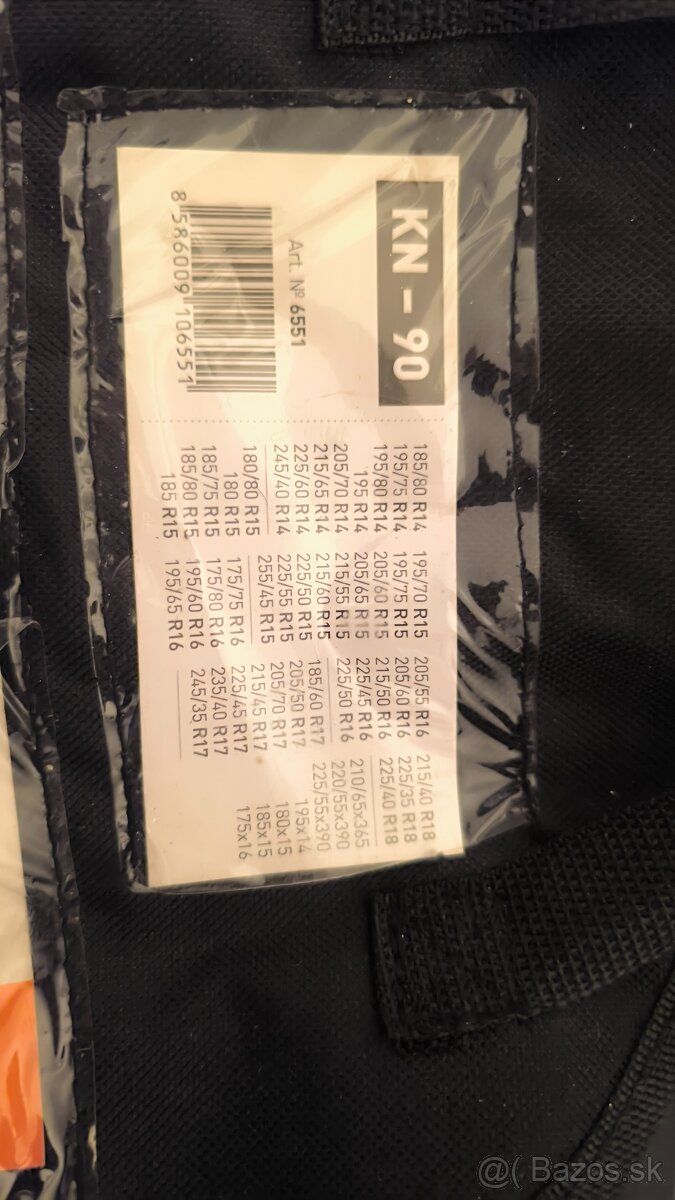 KN - 90
Art. Nº 6551
8 586009 106551
185/80 R14
195/75 R14
195/80 R14
195 R14
205/70 R14
215/65 R14
225/60 R14
245/40 R14
180/80 R15
180 R15
185/75 R15
185/80 R15
185 R15
195/70 R15
195/75 R15
205/60 R15
205/65 R15
215/55 R15
215/60 R15
225/50 R15
225/55 R15
255/45 R15
175/75 R16
175/80 R16
195/60 R16
195/65 R16
205/55 R16
205/60 R16
215/50 R16
225/45 R16
225/50 R16
185/60 R17
205/50 R17
205/70 R17
215/45 R17
225/45 R17
235/40 R17
245/35 R17
215/40 R18
225/35 R18
225/40 R18
210/65x365
220/55x390
225/55x390
195x14
180x15
185x15
175x16
@( Bazos.sk